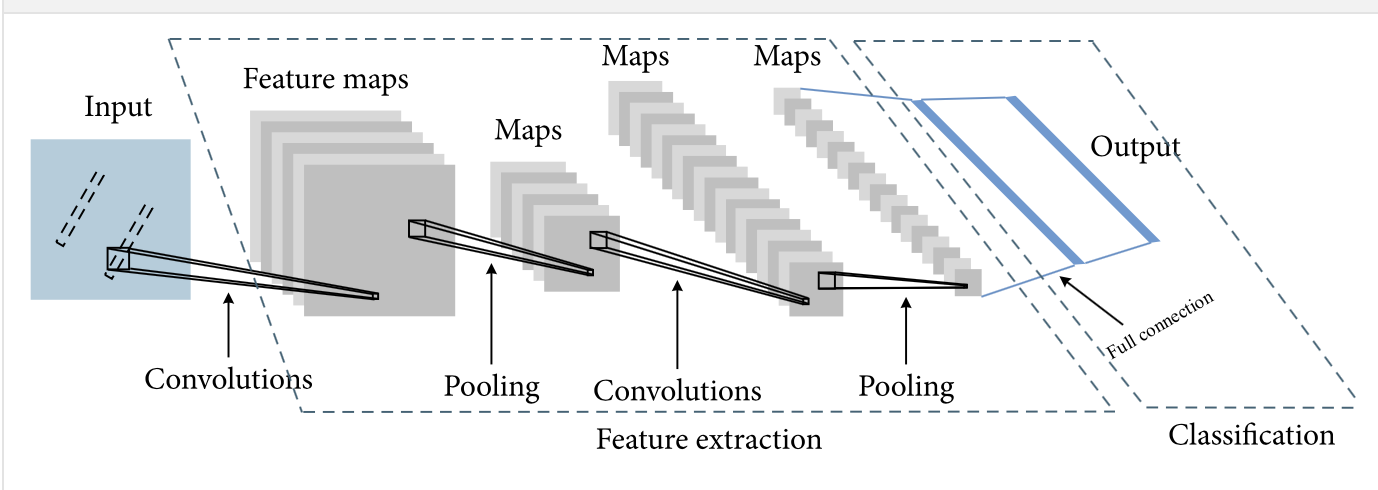 Input
Feature maps
Maps
Maps
Maps
Output
Convolutions
Pooling
Convolutions
Pooling
Full connection
Feature extraction
Classification